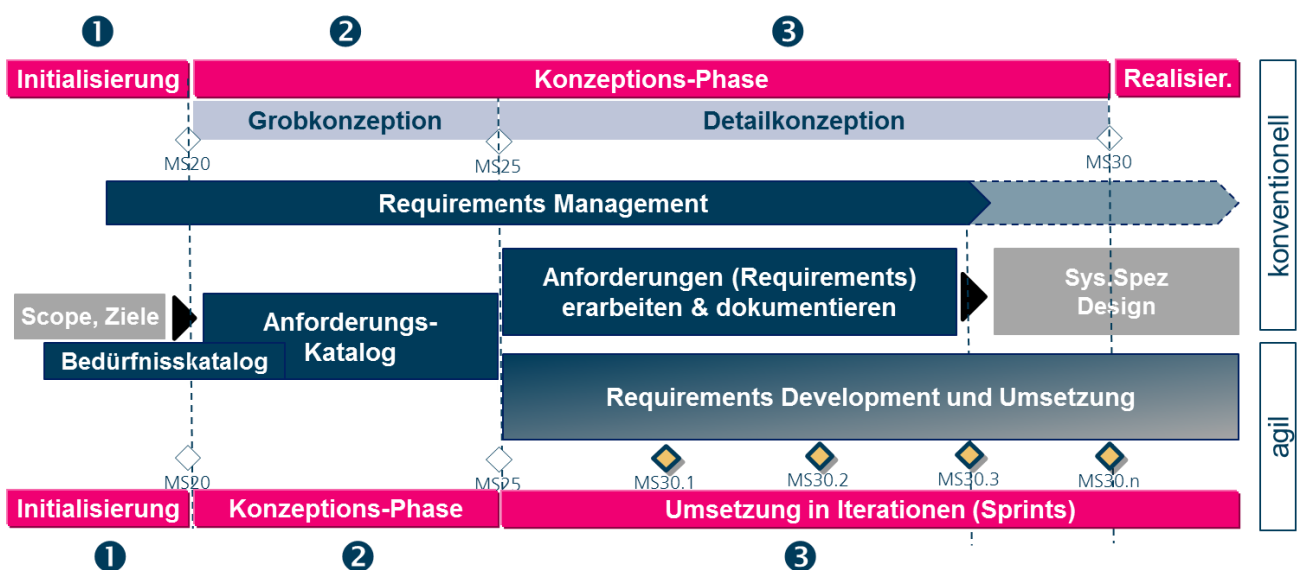 ❶ ❷ ❸
Initialisierung Konzeptions-Phase Realisier.
Grobkonzeption Detailkonzeption
MS20 MS25 MS30
Requirements Management
konventionell
Anforderungen (Requirements)
erarbeiten & dokumentieren
Sys.Spez
Design
Scope, Ziele
Anforderungs-
Katalog
Bedürfnisskatalog
Requirements Development und Umsetzung
agil
MS20 MS25 MS30.1 MS30.2 MS30.3 MS30.n
Initialisierung Konzeptions-Phase Umsetzung in Iterationen (Sprints)
❶ ❷ ❸